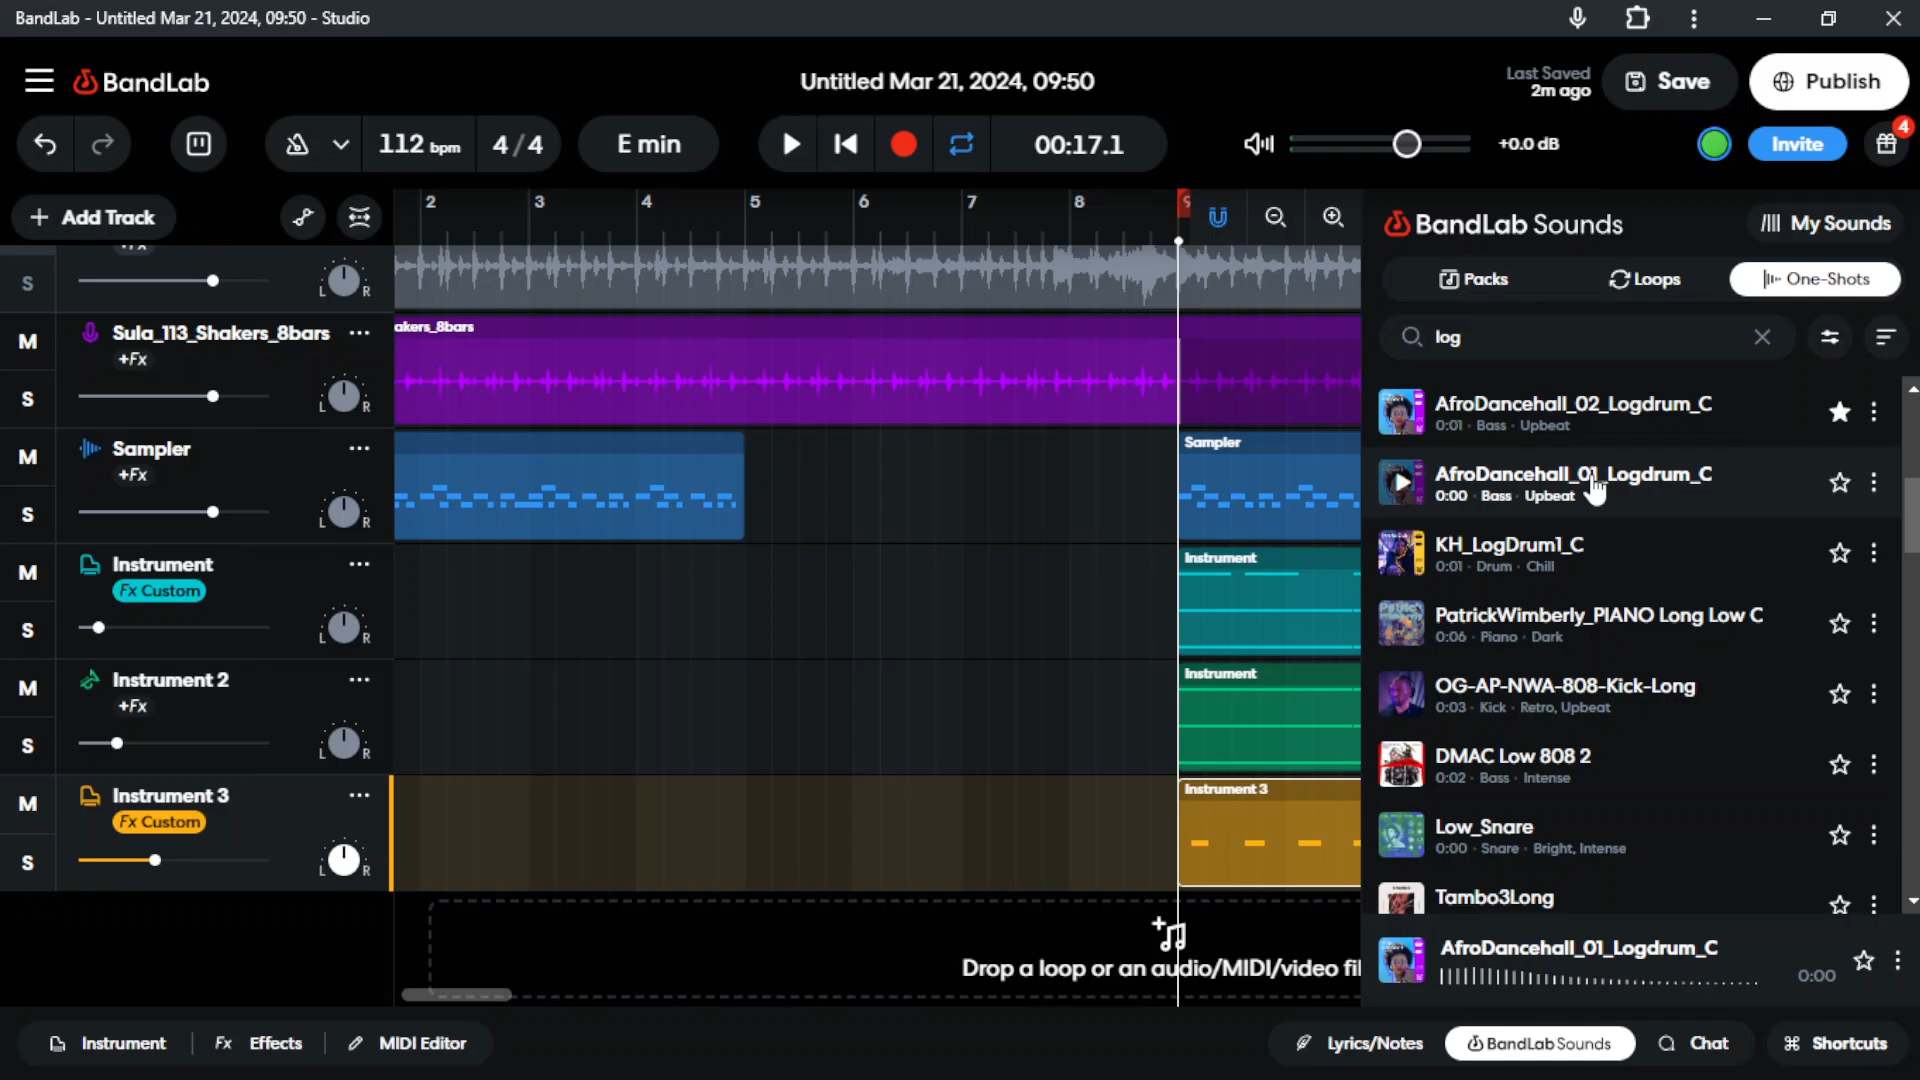 BandLab - Untitled Mar 21, 2024, 09:50 - Studio
BandLab
Untitled Mar 21, 2024, 09:50
Last Saved
2m ago
Save
Publish
112 bpm
4/4
E min
00:17.1
+0.0 dB
Invite
4
+ Add Track
2 3 4 5 6 7 8 9
BandLab Sounds
My Sounds
Packs
Loops
One-Shots
log
S
L R
M
Sula_113_Shakers_8bars
+Fx
S
L R
akers_8bars
M
Sampler
+Fx
S
L R
Sampler
M
Instrument
Fx Custom
S
L R
Instrument
M
Instrument 2
+Fx
S
L R
Instrument
M
Instrument 3
Fx Custom
S
L R
Instrument 3
Drop a loop or an audio/MIDI/video fil
AfroDancehall_02_Logdrum_C
0:01 · Bass · Upbeat
AfroDancehall_01_Logdrum_C
0:00 · Bass · Upbeat
KH_LogDrum1_C
0:01 · Drum · Chill
PatrickWimberly_PIANO Long Low C
0:06 · Piano · Dark
OG-AP-NWA-808-Kick-Long
0:03 · Kick · Retro, Upbeat
DMAC Low 808 2
0:02 · Bass · Intense
Low_Snare
0:00 · Snare · Bright, Intense
Tambo3Long
AfroDancehall_01_Logdrum_C
0:00
Instrument
Fx Effects
MIDI Editor
Lyrics/Notes
BandLab Sounds
Chat
Shortcuts